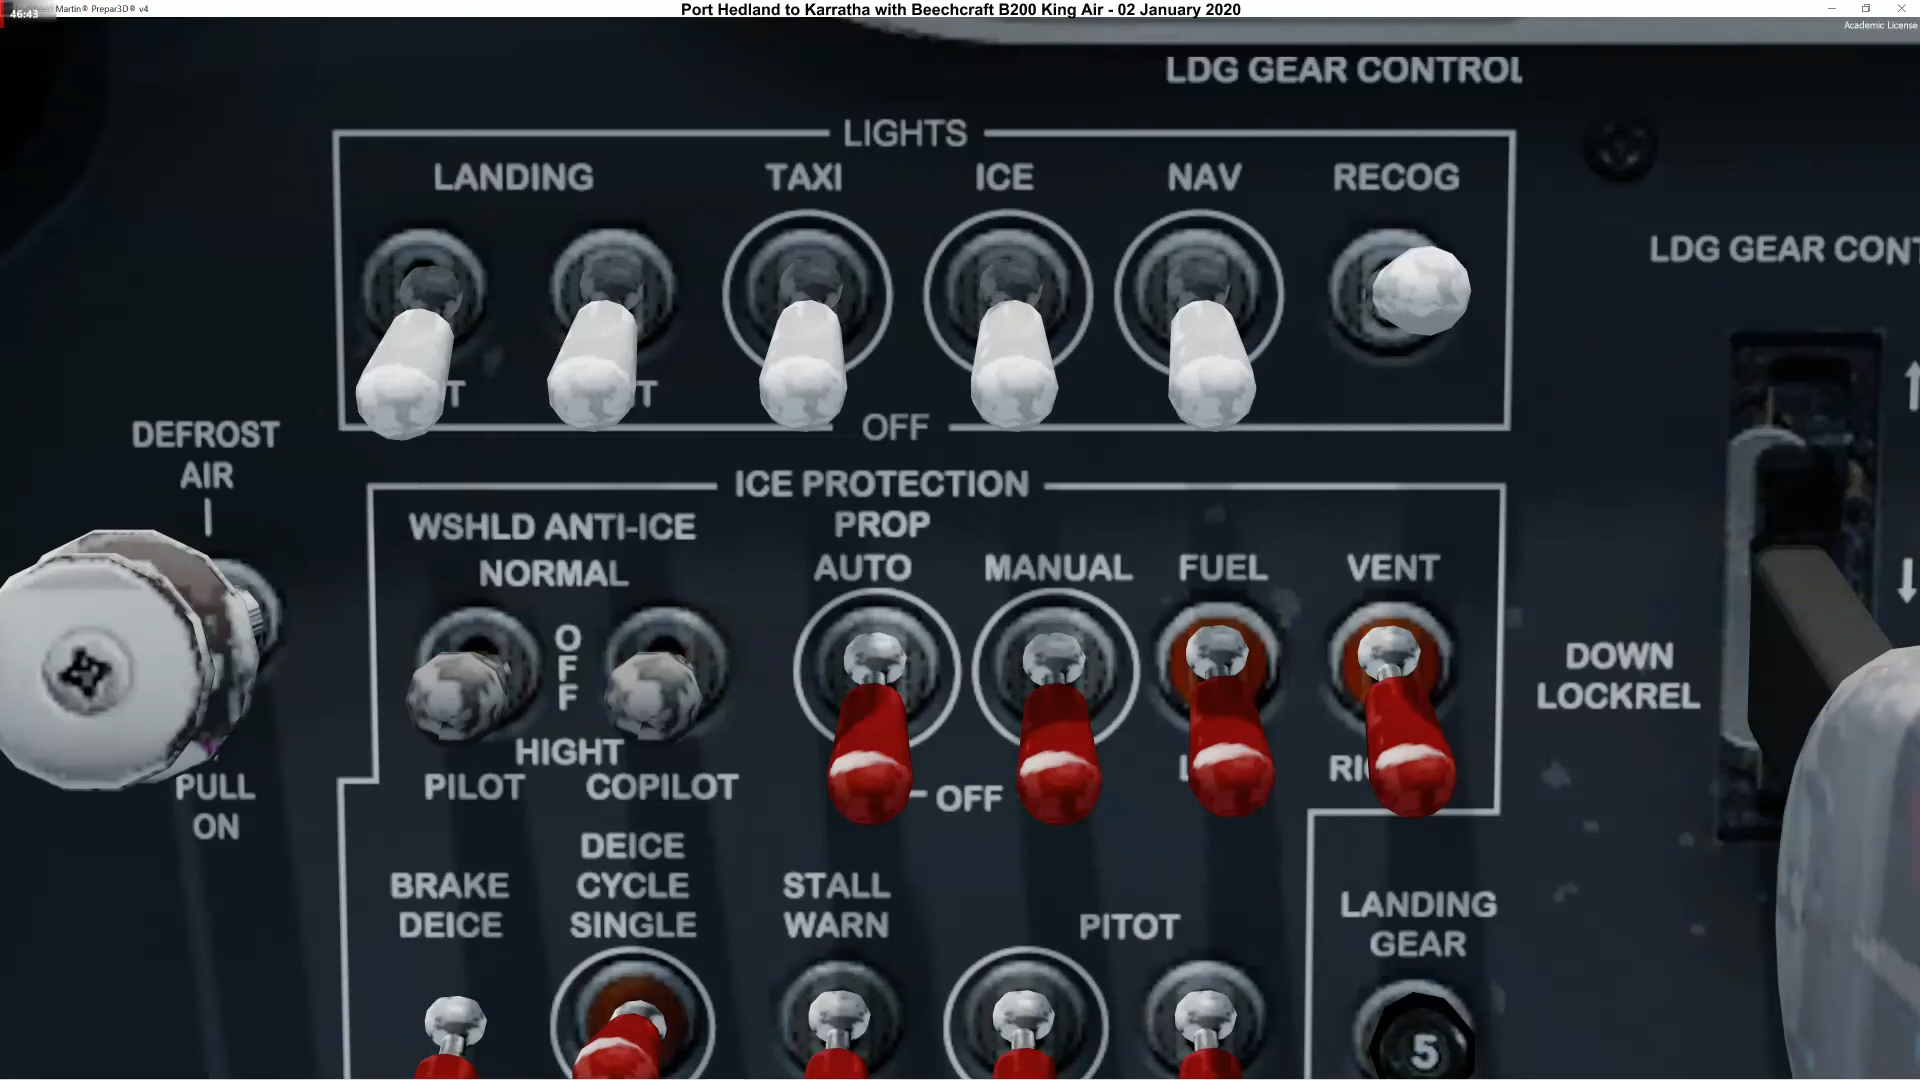 46:43
Martin® Prepar3D® v4
Port Hedland to Karratha with Beechcraft B200 King Air - 02 January 2020
Academic License
LDG GEAR CONTROL
LIGHTS
LANDING TAXI ICE NAV RECOG
LDG GEAR CONT
OFF
DEFROST
AIR
ICE PROTECTION
WSHLD ANTI-ICE PROP
NORMAL AUTO MANUAL FUEL VENT
OFF
DOWN
LOCKREL
HIGHT
PILOT COPILOT
OFF
PULL
ON
DEICE
BRAKE CYCLE STALL
DEICE SINGLE WARN PITOT
LANDING
GEAR
5